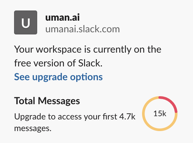 U
uman.ai
umanai.slack.com
Your workspace is currently on the
free version of Slack.
See upgrade options
Total Messages
Upgrade to access your first 4.7k
messages.
15k